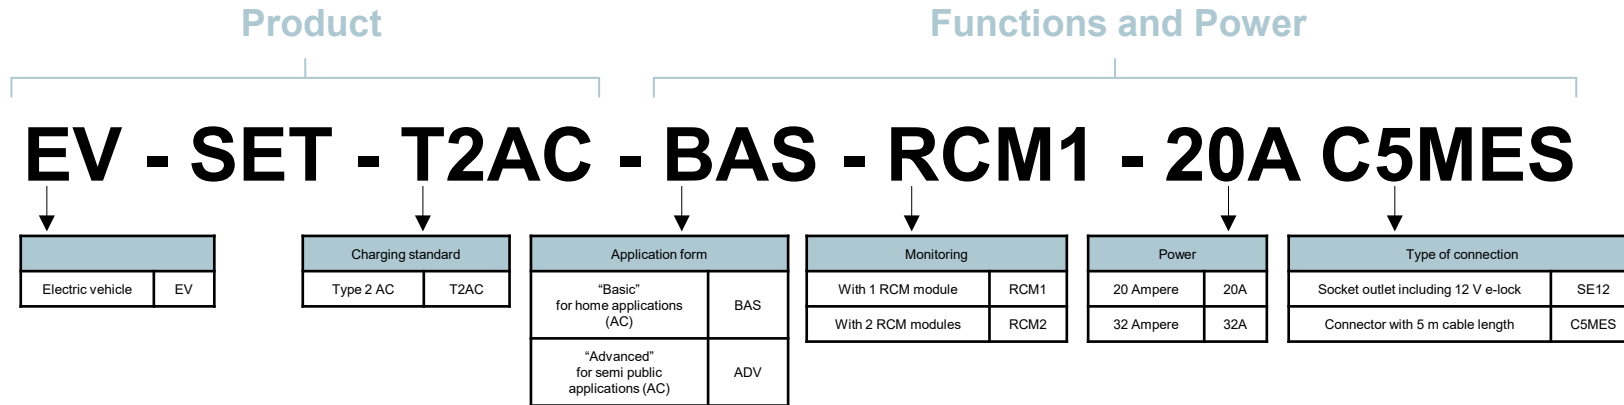 Product
Functions and Power
EV - SET - T2AC - BAS - RCM1 - 20A C5MES
Electric vehicle EV
Charging standard
Type 2 AC T2AC
Application form
“Basic”
for home applications
(AC)
BAS
“Advanced”
for semi public
applications (AC)
ADV
Monitoring
With 1 RCM module RCM1
With 2 RCM modules RCM2
Power
20 Ampere 20A
32 Ampere 32A
Type of connection
Socket outlet including 12 V e-lock SE12
Connector with 5 m cable length C5MES